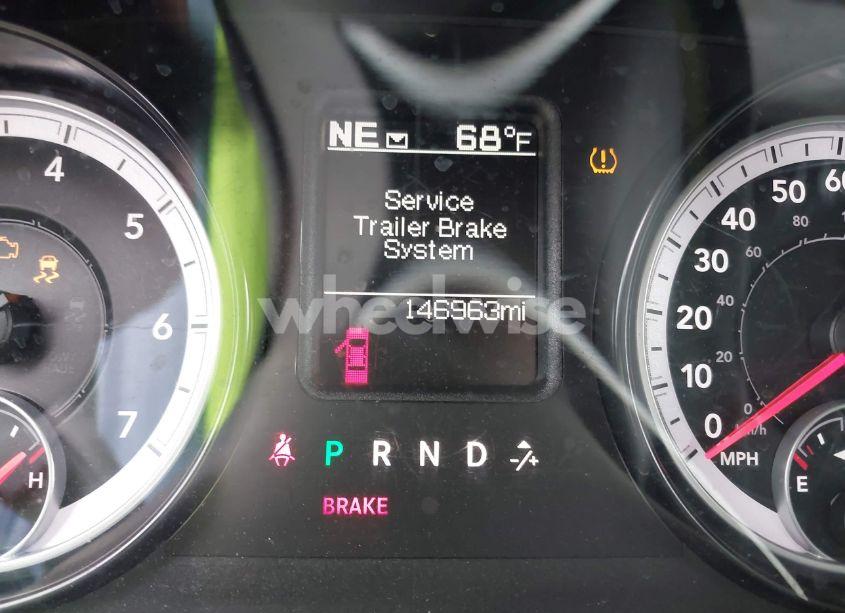 NE 68°F
Service
Trailer Brake
System
146963mi
P R N D -/+
BRAKE
4
5
6
7
H
60
50
40
30
20
10
0
80
60
40
20
0
km/h
MPH
E
wheelwise